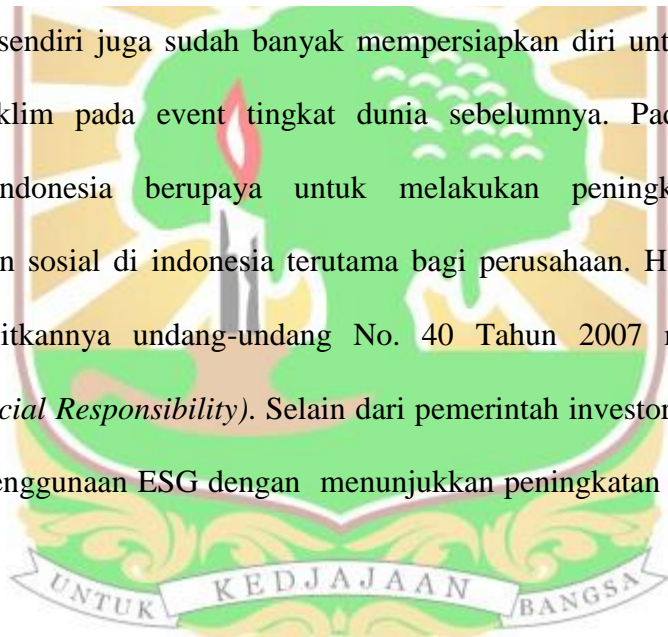 sendiri juga sudah banyak mempersiapkan diri unt
klim pada event tingkat dunia sebelumnya. Pad
ndonesia berupaya untuk melakukan peningk
n sosial di indonesia terutama bagi perusahaan. H
itkannya undang-undang No. 40 Tahun 2007
cial Responsibility). Selain dari pemerintah investor
enggunaan ESG dengan menunjukkan peningkatan
UNTUK KEDJAJAAN BANGSA